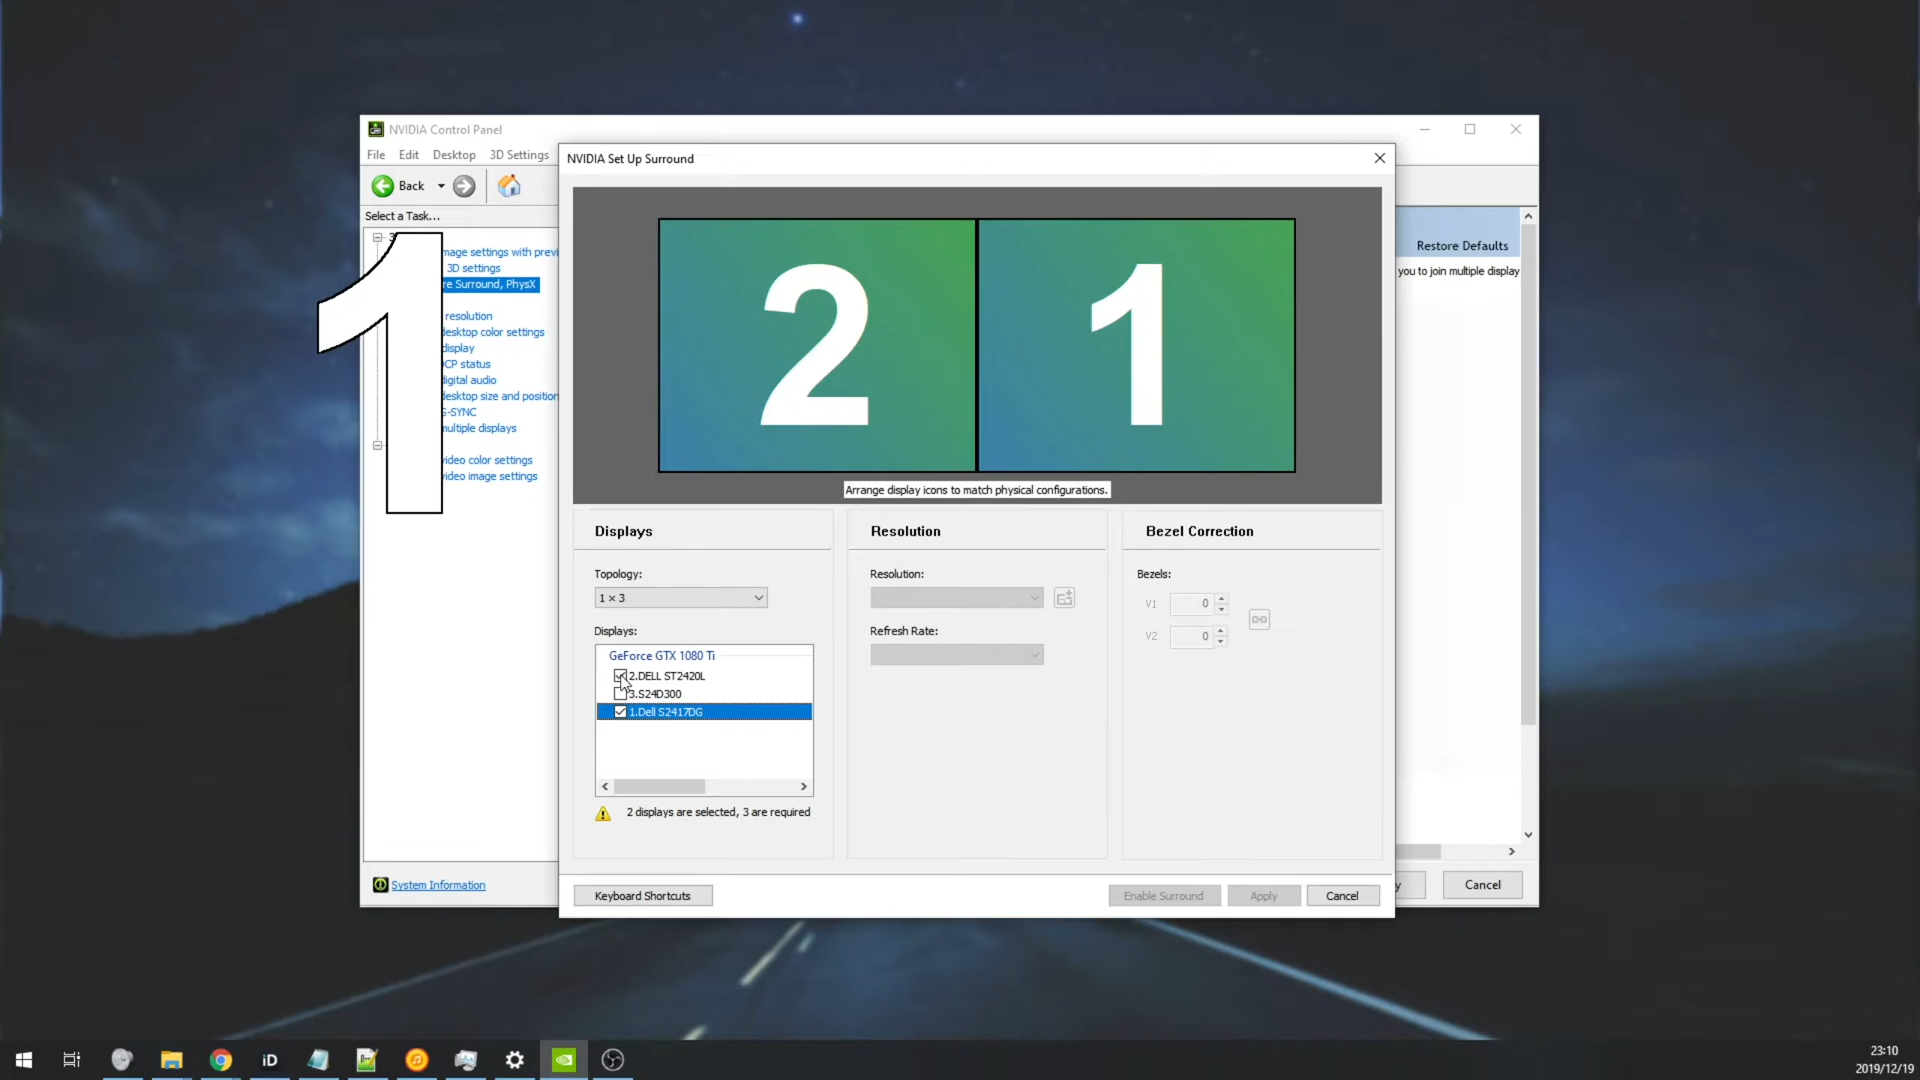 NVIDIA Control Panel
File Edit Desktop 3D Settings
Back
Select a Task...
3
mage settings with previ
3D settings
re Surround, PhysX
resolution
desktop color settings
display
CP status
digital audio
desktop size and position
G-SYNC
multiple displays
video color settings
video image settings
1
System Information
NVIDIA Set Up Surround
2 1
Arrange display icons to match physical configurations.
Displays
Topology:
1 × 3
Displays:
GeForce GTX 1080 Ti
2.DELL ST2420L
3.S24D300
1.Dell S2417DG
2 displays are selected, 3 are required
Resolution
Resolution:
Refresh Rate:
Bezel Correction
Bezels:
V1 0
V2 0
Keyboard Shortcuts
Enable Surround Apply Cancel
Restore Defaults
you to join multiple display
y Cancel
iD
23:10
2019/12/19